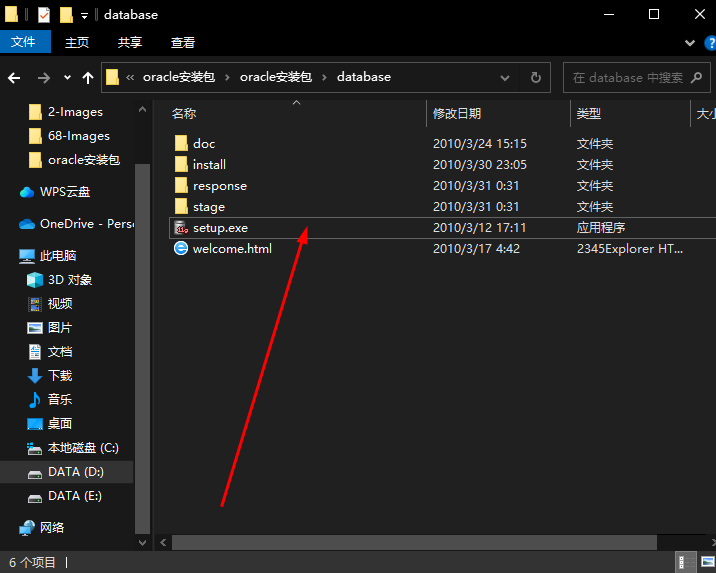 database
文件 主页 共享 查看
« oracle安装包 › oracle安装包 › database 在 database 中搜索
2-Images
68-Images
oracle安装包
WPS云盘
OneDrive - Pers
此电脑
3D 对象
视频
图片
文档
下载
音乐
桌面
本地磁盘 (C:)
DATA (D:)
DATA (E:)
网络
名称 修改日期 类型 大小
doc 2010/3/24 15:15 文件夹
install 2010/3/30 23:05 文件夹
response 2010/3/31 0:31 文件夹
stage 2010/3/31 0:31 文件夹
setup.exe 2010/3/12 17:11 应用程序
welcome.html 2010/3/17 4:42 2345Explorer HT...
6 个项目